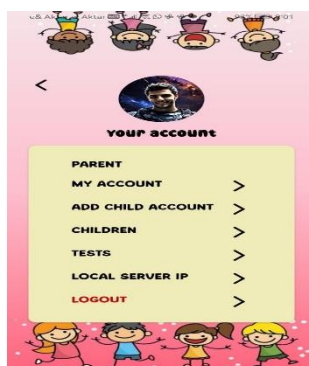 <
your account
PARENT
MY ACCOUNT >
ADD CHILD ACCOUNT >
CHILDREN >
TESTS >
LOCAL SERVER IP >
LOGOUT >